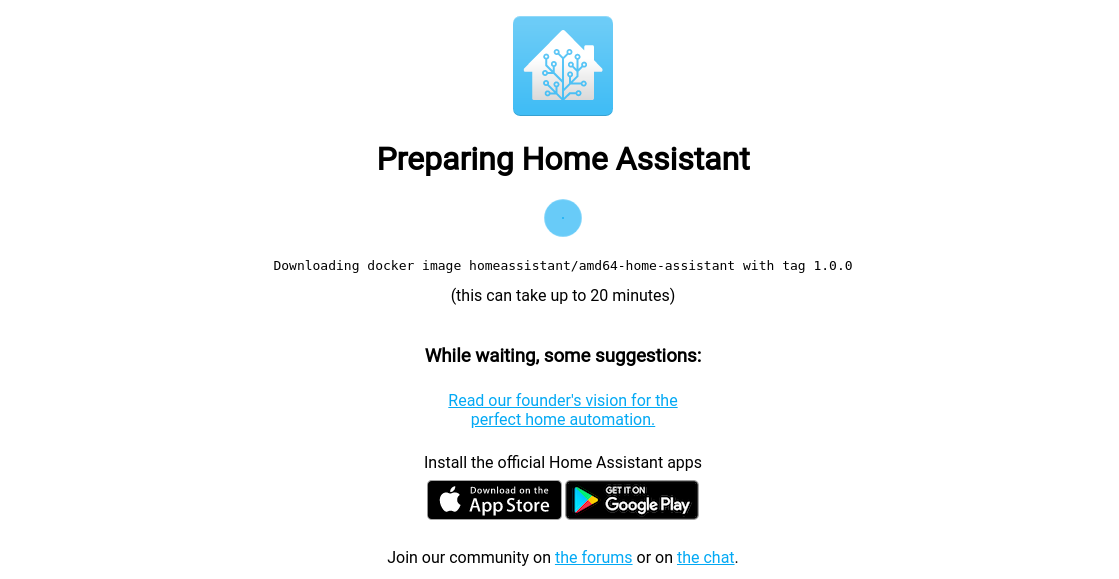 Preparing Home Assistant
Downloading docker image homeassistant/amd64-home-assistant with tag 1.0.0
(this can take up to 20 minutes)
While waiting, some suggestions:
Read our founder's vision for the
perfect home automation.
Install the official Home Assistant apps
Download on the
App Store
GET IT ON
Google Play
Join our community on the forums or on the chat.